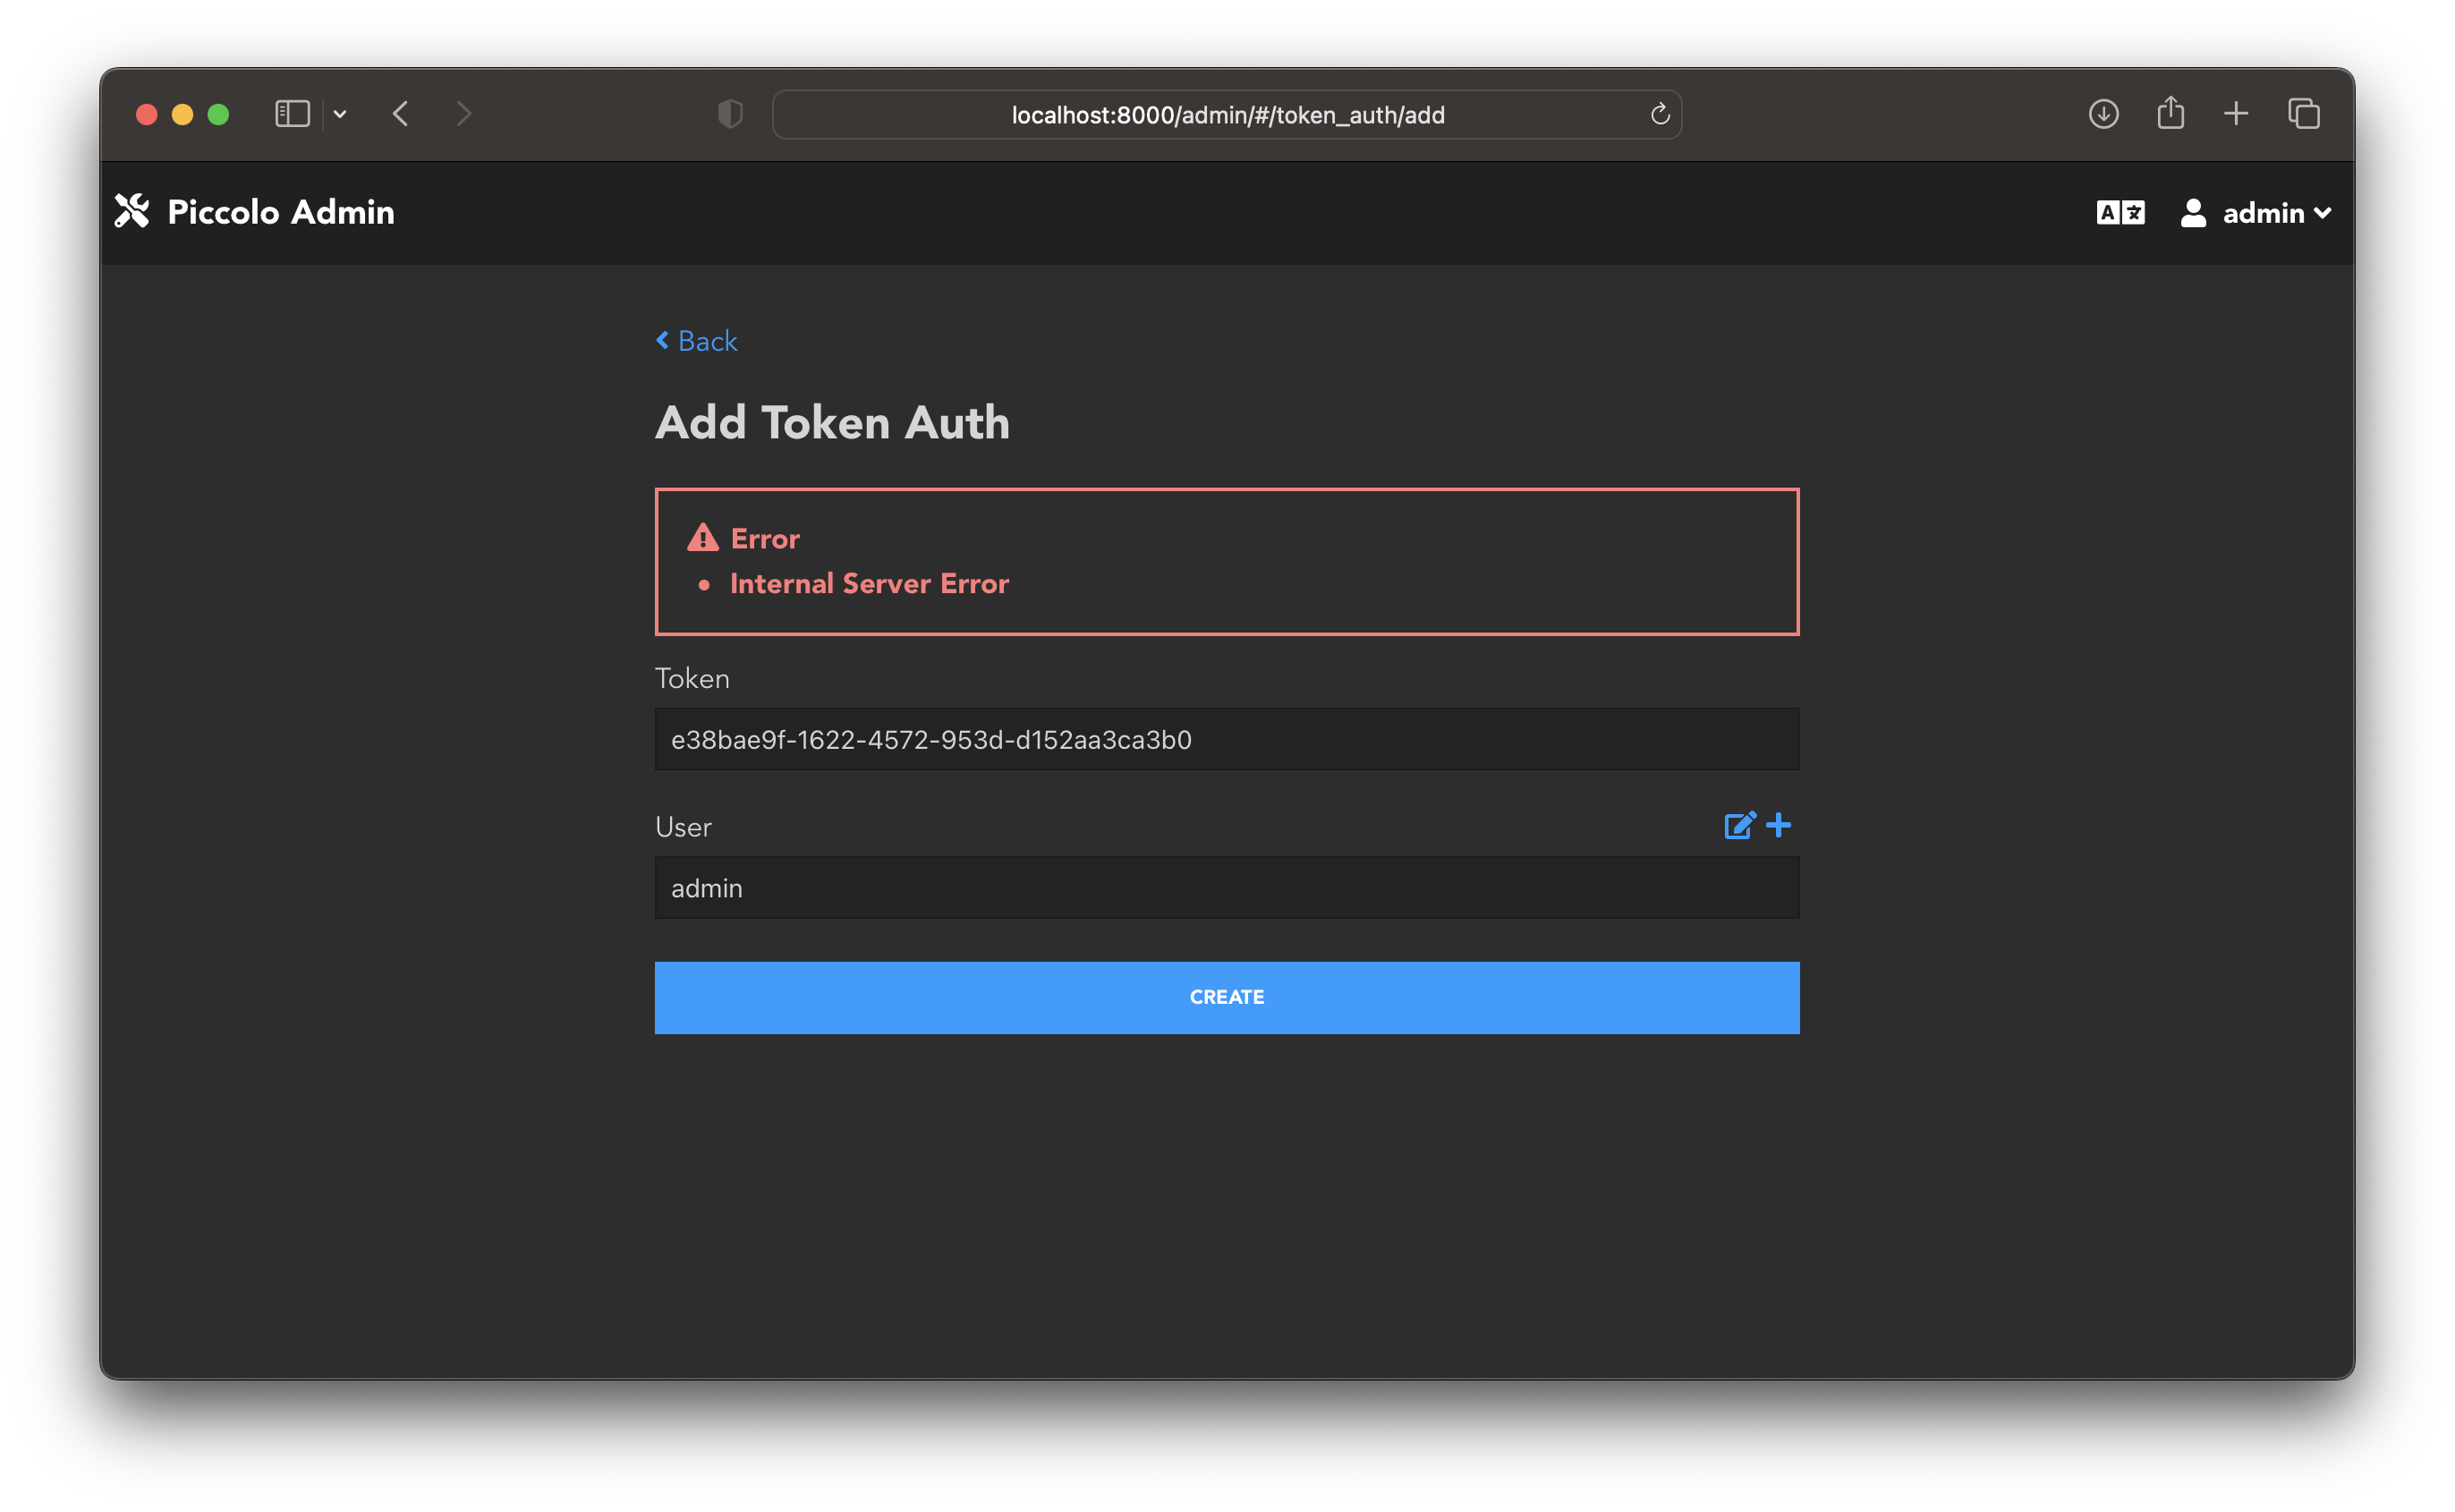 localhost:8000/admin/#/token_auth/add
Piccolo Admin
admin
Back
Add Token Auth
Error
• Internal Server Error
Token
e38bae9f-1622-4572-953d-d152aa3ca3b0
User
admin
CREATE